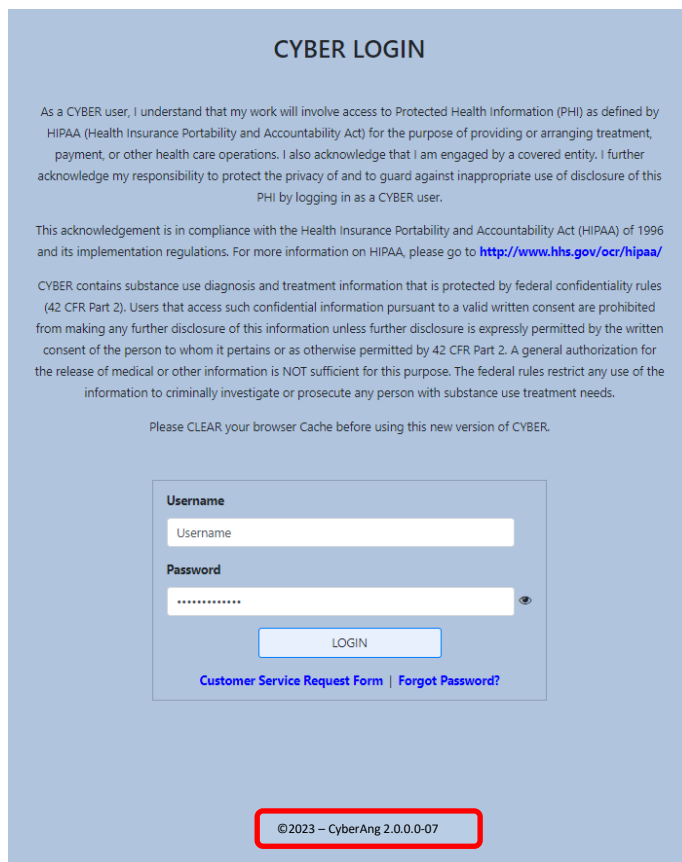 CYBER LOGIN
As a CYBER user, I understand that my work will involve access to Protected Health Information (PHI) as defined by
HIPAA (Health Insurance Portability and Accountability Act) for the purpose of providing or arranging treatment,
payment, or other health care operations. I also acknowledge that I am engaged by a covered entity. I further
acknowledge my responsibility to protect the privacy of and to guard against inappropriate use of disclosure of this
PHI by logging in as a CYBER user.
This acknowledgement is in compliance with the Health Insurance Portability and Accountability Act (HIPAA) of 1996
and its implementation regulations. For more information on HIPAA, please go to http://www.hhs.gov/ocr/hipaa/
CYBER contains substance use diagnosis and treatment information that is protected by federal confidentiality rules
(42 CFR Part 2). Users that access such confidential information pursuant to a valid written consent are prohibited
from making any further disclosure of this information unless further disclosure is expressly permitted by the written
consent of the person to whom it pertains or as otherwise permitted by 42 CFR Part 2. A general authorization for
the release of medical or other information is NOT sufficient for this purpose. The federal rules restrict any use of the
information to criminally investigate or prosecute any person with substance use treatment needs.
Please CLEAR your browser Cache before using this new version of CYBER.
Username
Username
Password
•••••••••••••
LOGIN
Customer Service Request Form | Forgot Password?
©2023 – CyberAng 2.0.0.0-07